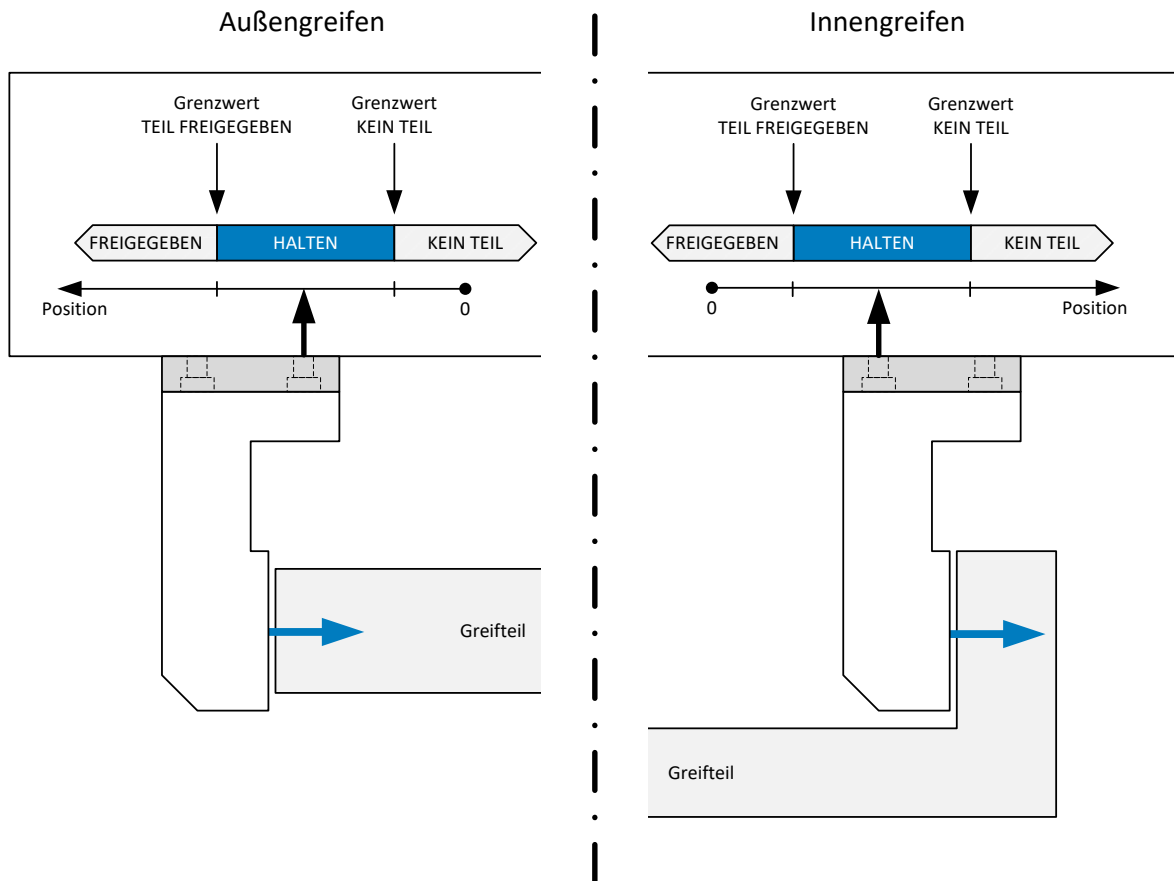 Außengreifen
Grenzwert
TEIL FREIGEGEBEN
Grenzwert
KEIN TEIL
FREIGEGEBEN
HALTEN
KEIN TEIL
Position
0
Greifteil
Innengreifen
Grenzwert
TEIL FREIGEGEBEN
Grenzwert
KEIN TEIL
FREIGEGEBEN
HALTEN
KEIN TEIL
0
Position
Greifteil